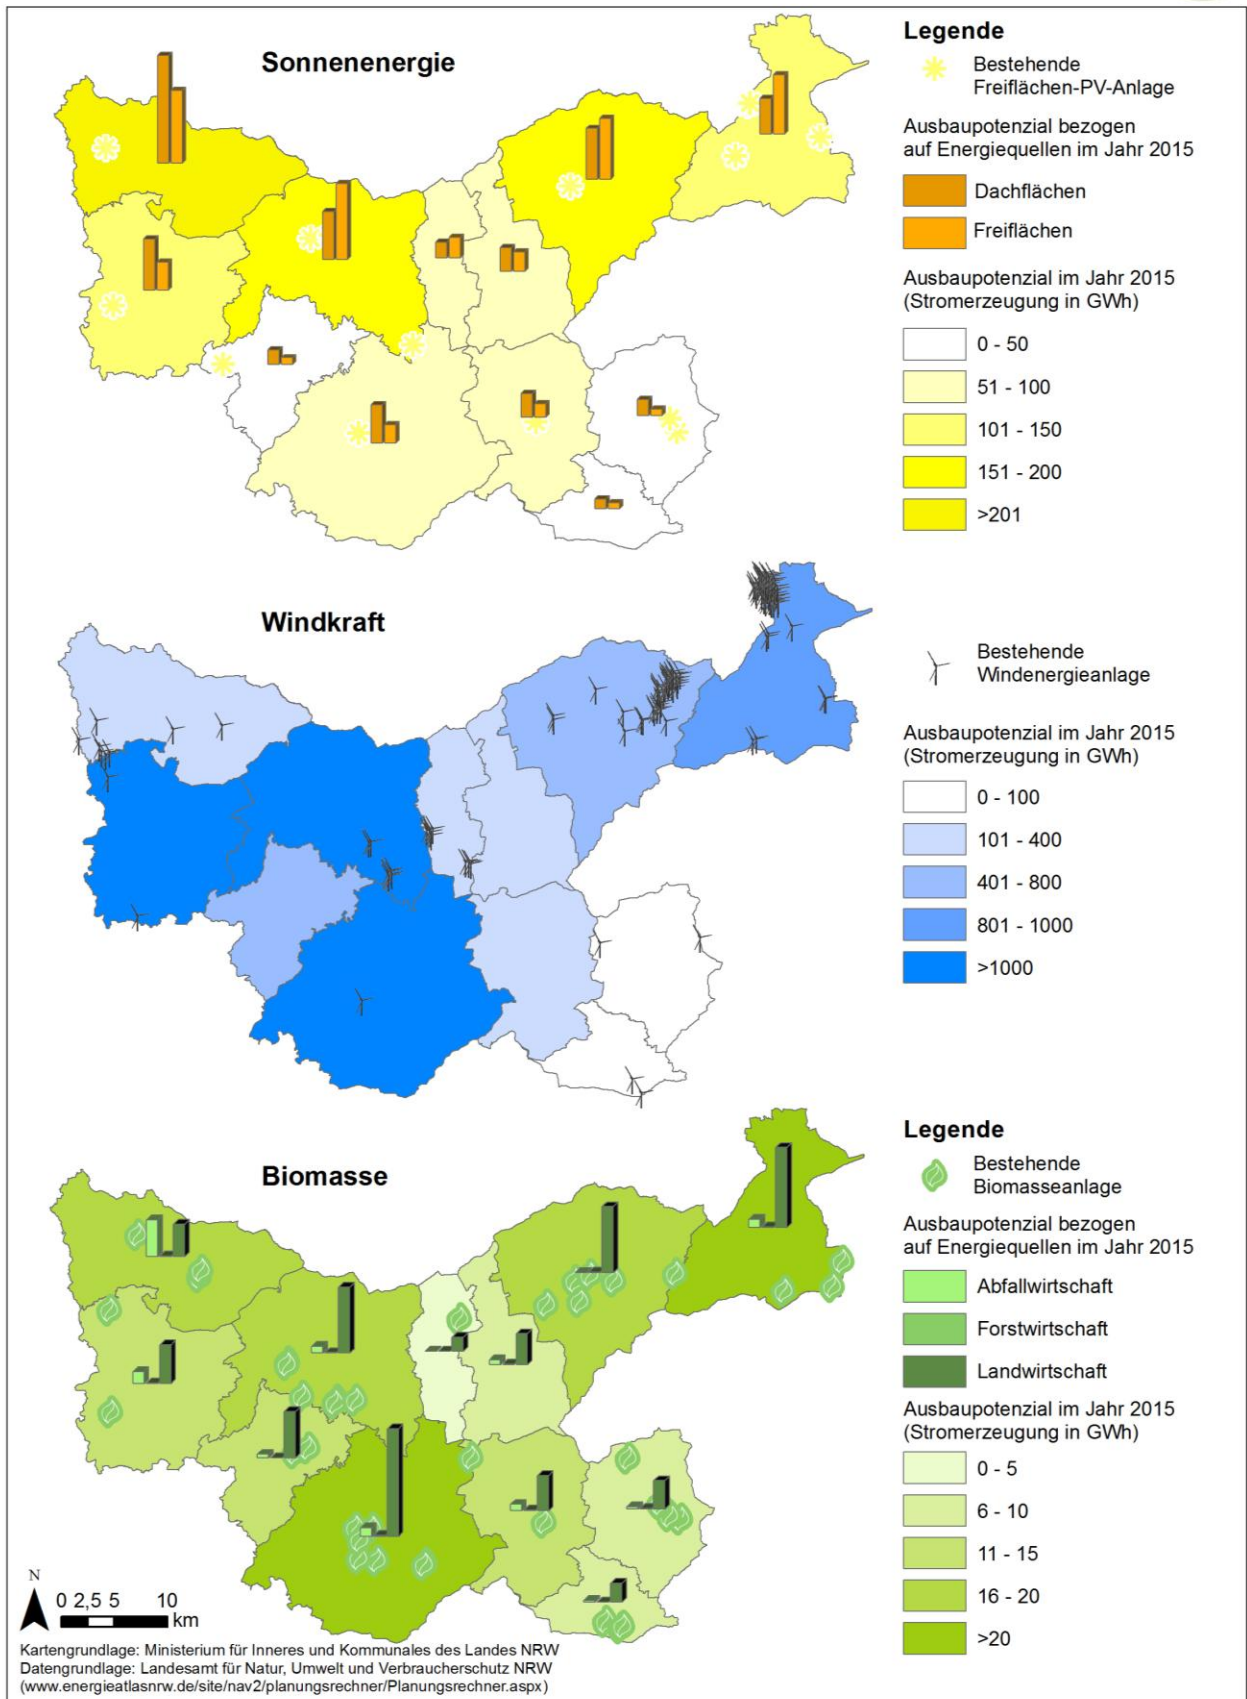 Sonnenenergie
Legende
Bestehende
Freiflächen-PV-Anlage
Ausbaupotenzial bezogen
auf Energiequellen im Jahr 2015
Dachflächen
Freiflächen
Ausbaupotenzial im Jahr 2015
(Stromerzeugung in GWh)
0 - 50
51 - 100
101 - 150
151 - 200
>201
Windkraft
Bestehende
Windenergieanlage
Ausbaupotenzial im Jahr 2015
(Stromerzeugung in GWh)
0 - 100
101 - 400
401 - 800
801 - 1000
>1000
Biomasse
Legende
Bestehende
Biomasseanlage
Ausbaupotenzial bezogen
auf Energiequellen im Jahr 2015
Abfallwirtschaft
Forstwirtschaft
Landwirtschaft
Ausbaupotenzial im Jahr 2015
(Stromerzeugung in GWh)
0 - 5
6 - 10
11 - 15
16 - 20
>20
N
0 2,5 5 10
km
Kartengrundlage: Ministerium für Inneres und Kommunales des Landes NRW
Datengrundlage: Landesamt für Natur, Umwelt und Verbraucherschutz NRW
(www.energieatlasnrw.de/site/nav2/planungsrechner/Planungsrechner.aspx)